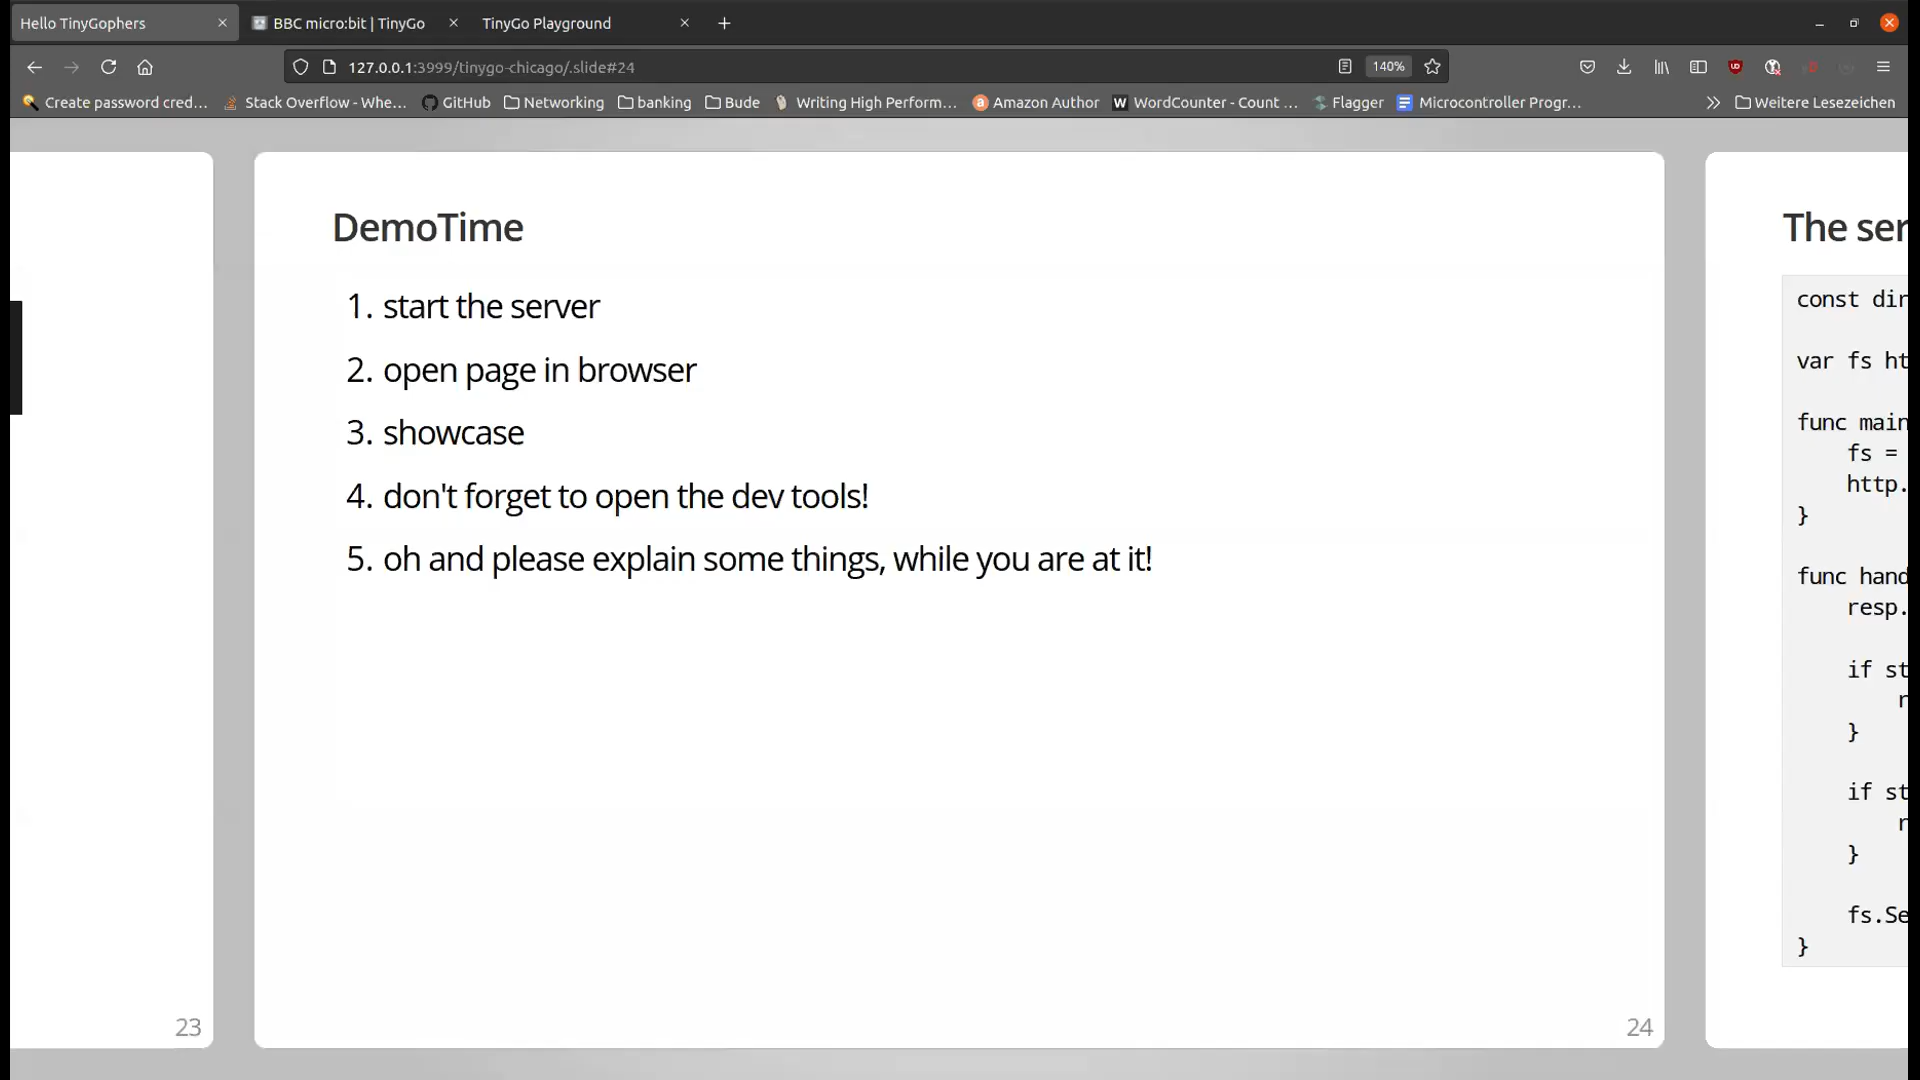 Hello TinyGophers
BBC micro:bit | TinyGo
TinyGo Playground
127.0.0.1:3999/tinygo-chicago/.slide#24
140%
Create password cred…
Stack Overflow - Whe…
GitHub
Networking
banking
Bude
Writing High Perform…
Amazon Author
WordCounter - Count …
Flagger
Microcontroller Progr…
Weitere Lesezeichen
DemoTime
1. start the server
2. open page in browser
3. showcase
4. don't forget to open the dev tools!
5. oh and please explain some things, while you are at it!
23
24
The ser
const dir
var fs ht
func main
fs =
http.
}
func hand
resp.
if st
r
}
if st
r
}
fs.Se
}